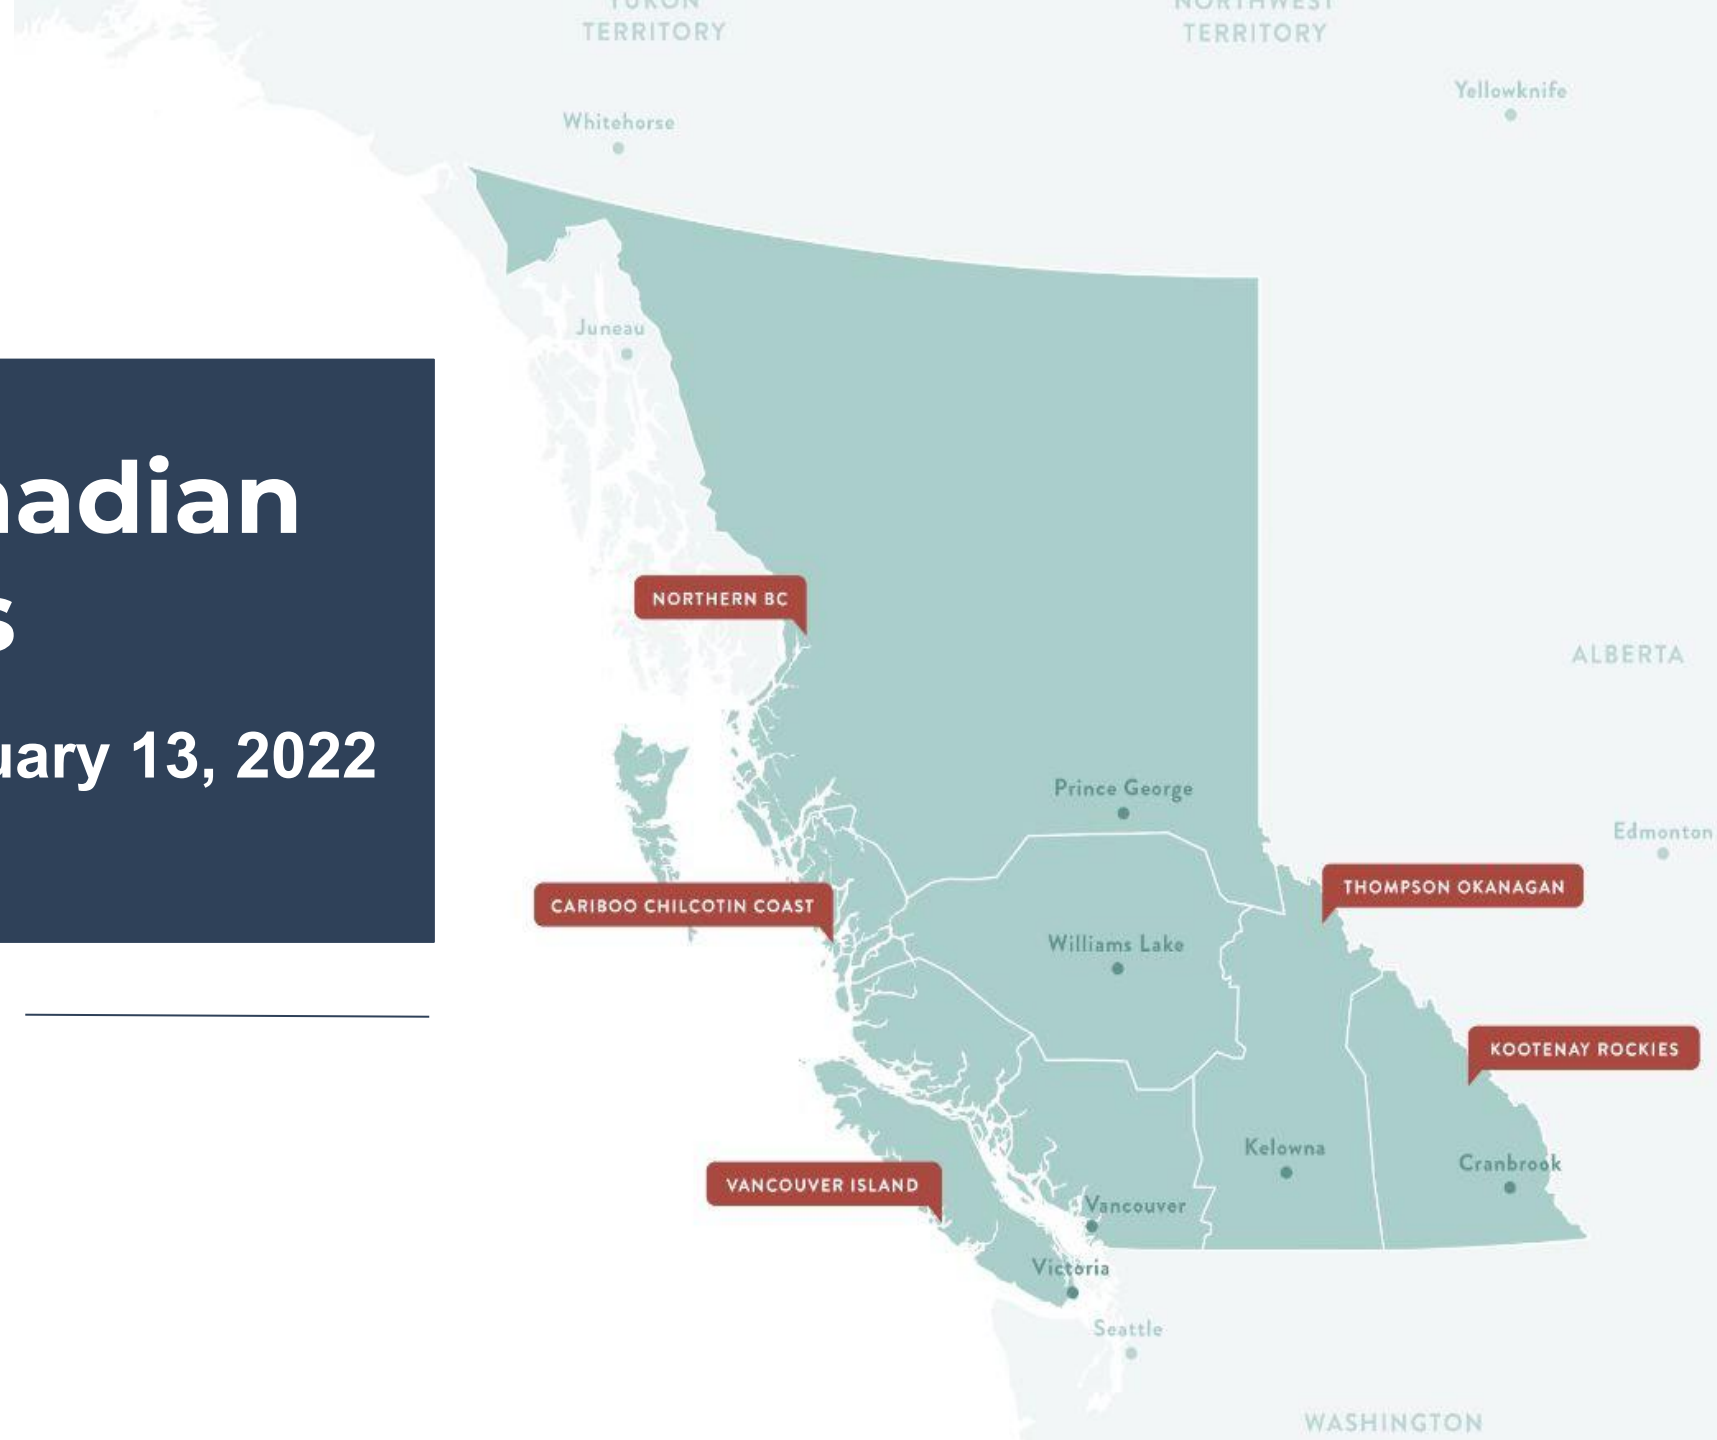 TERRITORY
TERRITORY
Yellowknife
Whitehorse
Juneau
nadian
s
NORTHERN BC
ALBERTA
uary 13, 2022
Prince George
Edmonton
THOMPSON OKANAGAN
CARIBOO CHILCOTIN COAST
Williams Lake
KOOTENAY ROCKIES
Kelowna
Cranbrook
VANCOUVER ISLAND
Vancouver
Victoria
Seattle
WASHINGTON